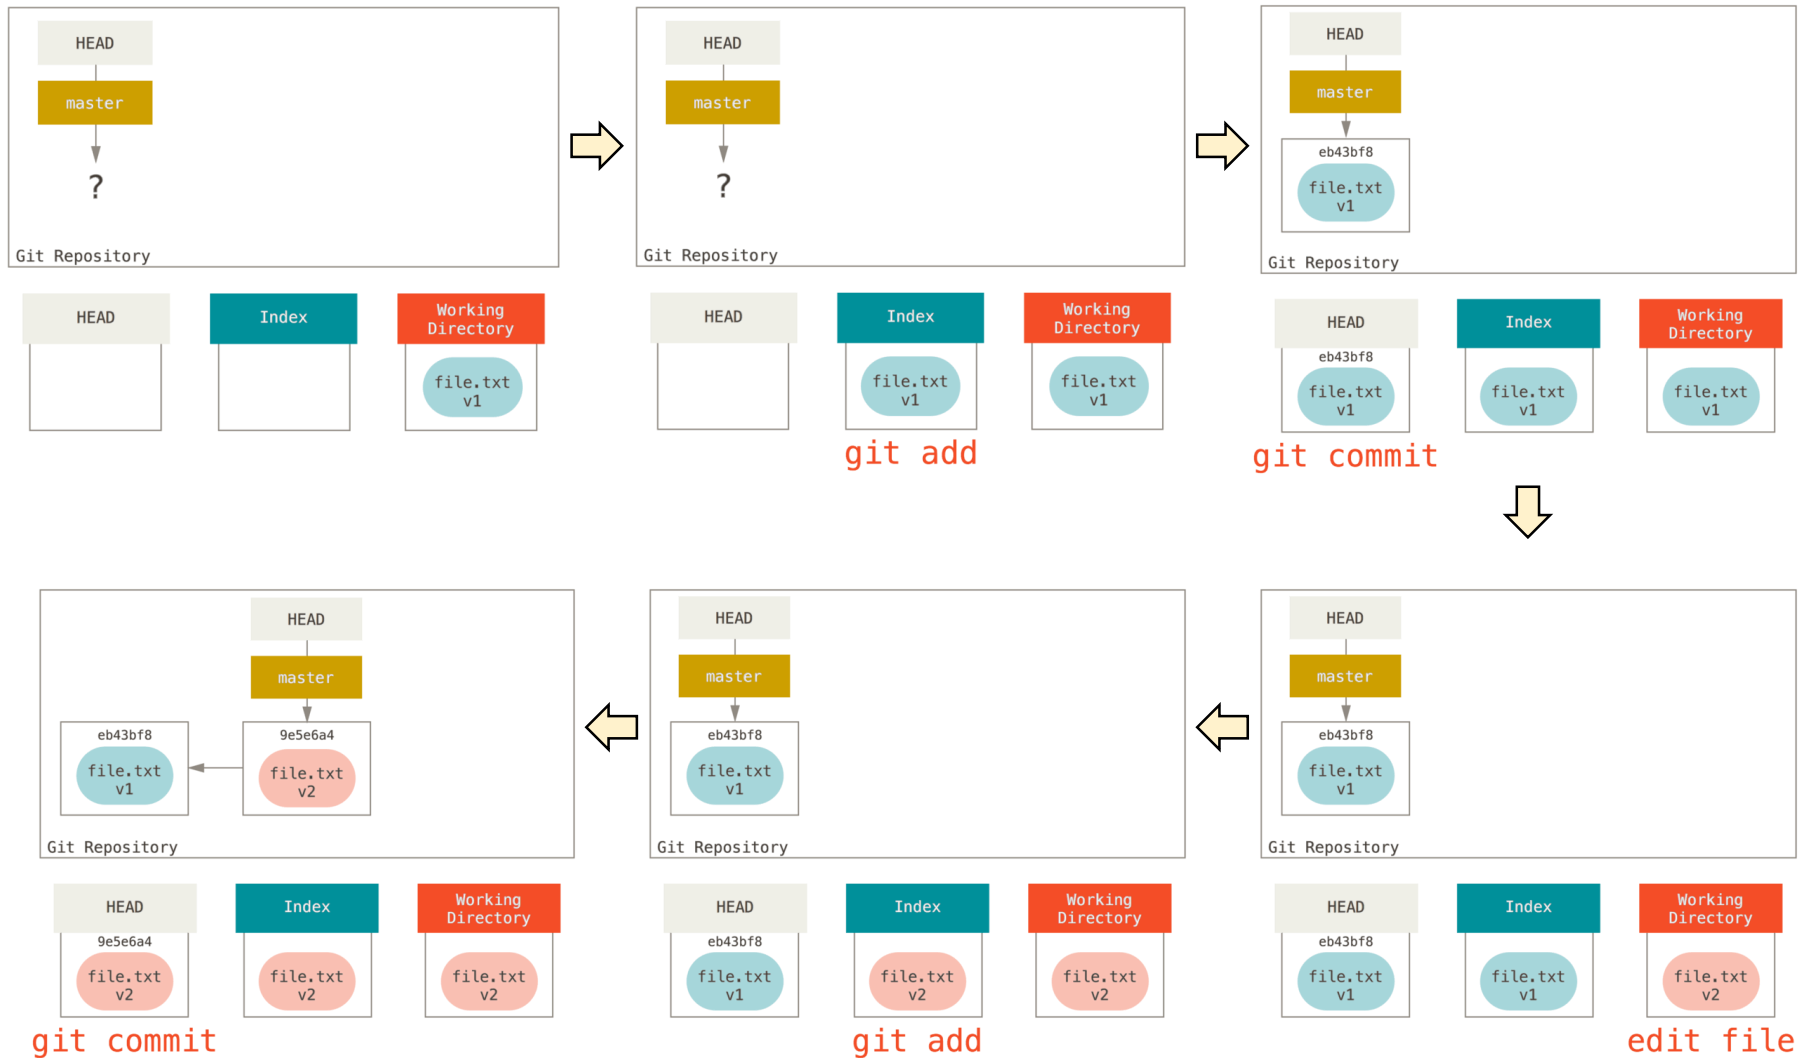 HEAD
master
?
Git Repository
HEAD
Index
Working
Directory
file.txt
v1
HEAD
master
?
Git Repository
HEAD
Index
Working
Directory
file.txt
v1
file.txt
v1
git add
HEAD
master
eb43bf8
file.txt
v1
Git Repository
HEAD
Index
Working
Directory
eb43bf8
file.txt
v1
file.txt
v1
file.txt
v1
git commit
HEAD
master
eb43bf8
file.txt
v1
Git Repository
HEAD
Index
Working
Directory
eb43bf8
file.txt
v1
file.txt
v1
file.txt
v2
edit file
HEAD
master
eb43bf8
file.txt
v1
Git Repository
HEAD
Index
Working
Directory
eb43bf8
file.txt
v1
file.txt
v2
file.txt
v2
git add
HEAD
master
eb43bf8
file.txt
v1
9e5e6a4
file.txt
v2
Git Repository
HEAD
Index
Working
Directory
9e5e6a4
file.txt
v2
file.txt
v2
file.txt
v2
git commit